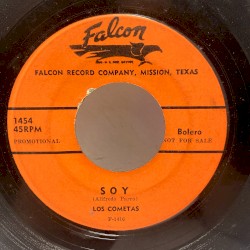 Falcon
FALCON RECORD COMPANY, MISSION, TEXAS
1454
45RPM
PROMOTIONAL
Bolero
NOT FOR SALE
SOY
LOS COMETAS